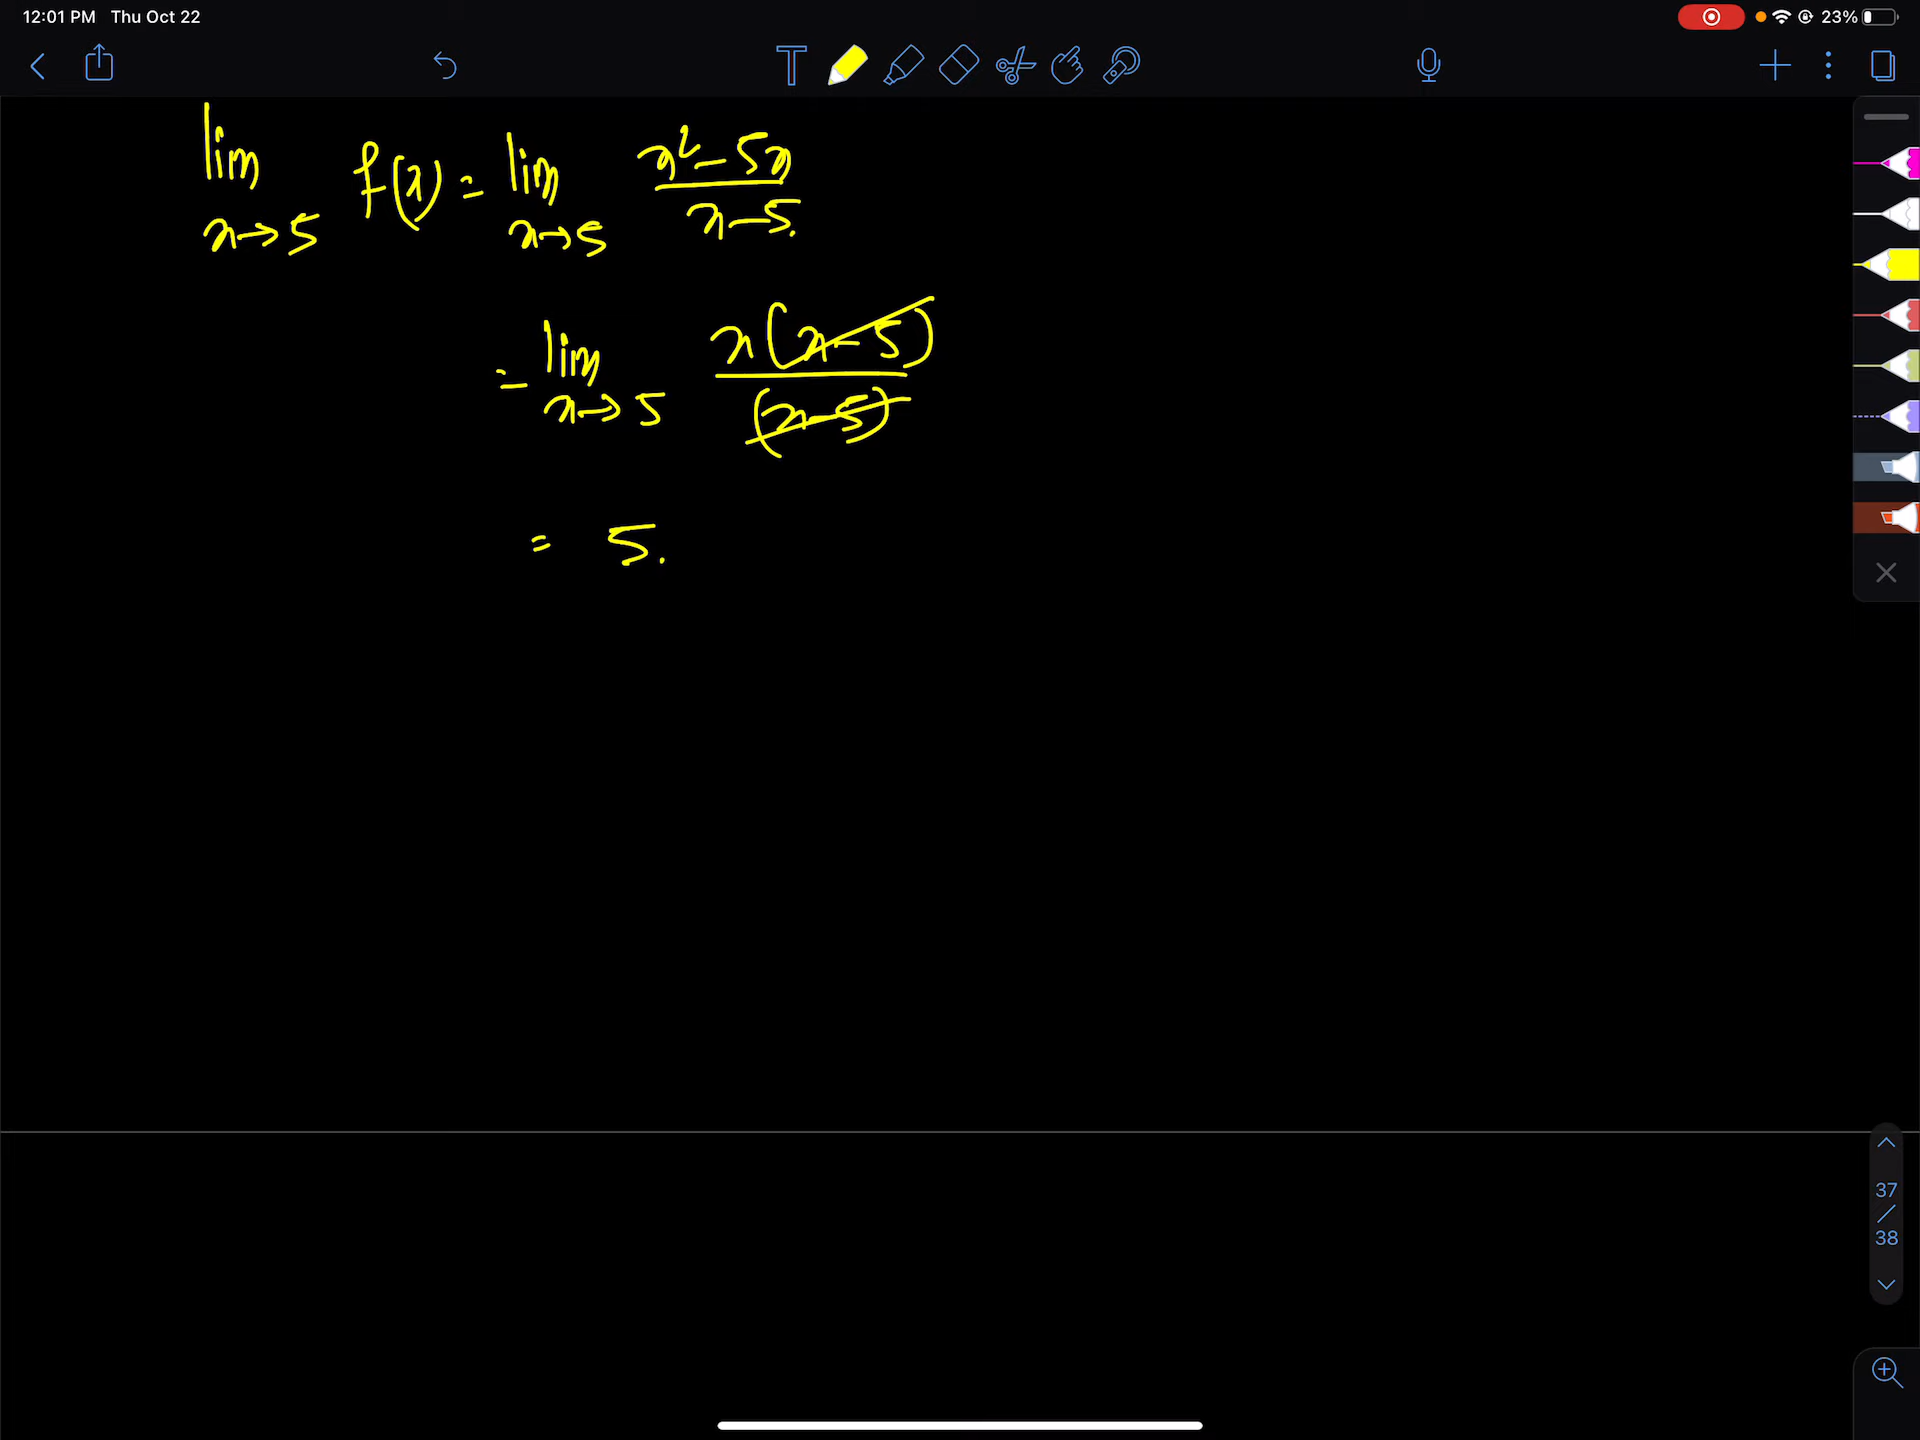 12:01 PM Thu Oct 22 23%
lim x→5 f(x) = lim x→5 x² - 5x / x - 5.
= lim x→5 x(x - 5) / (x - 5)
= 5.
37
/
38